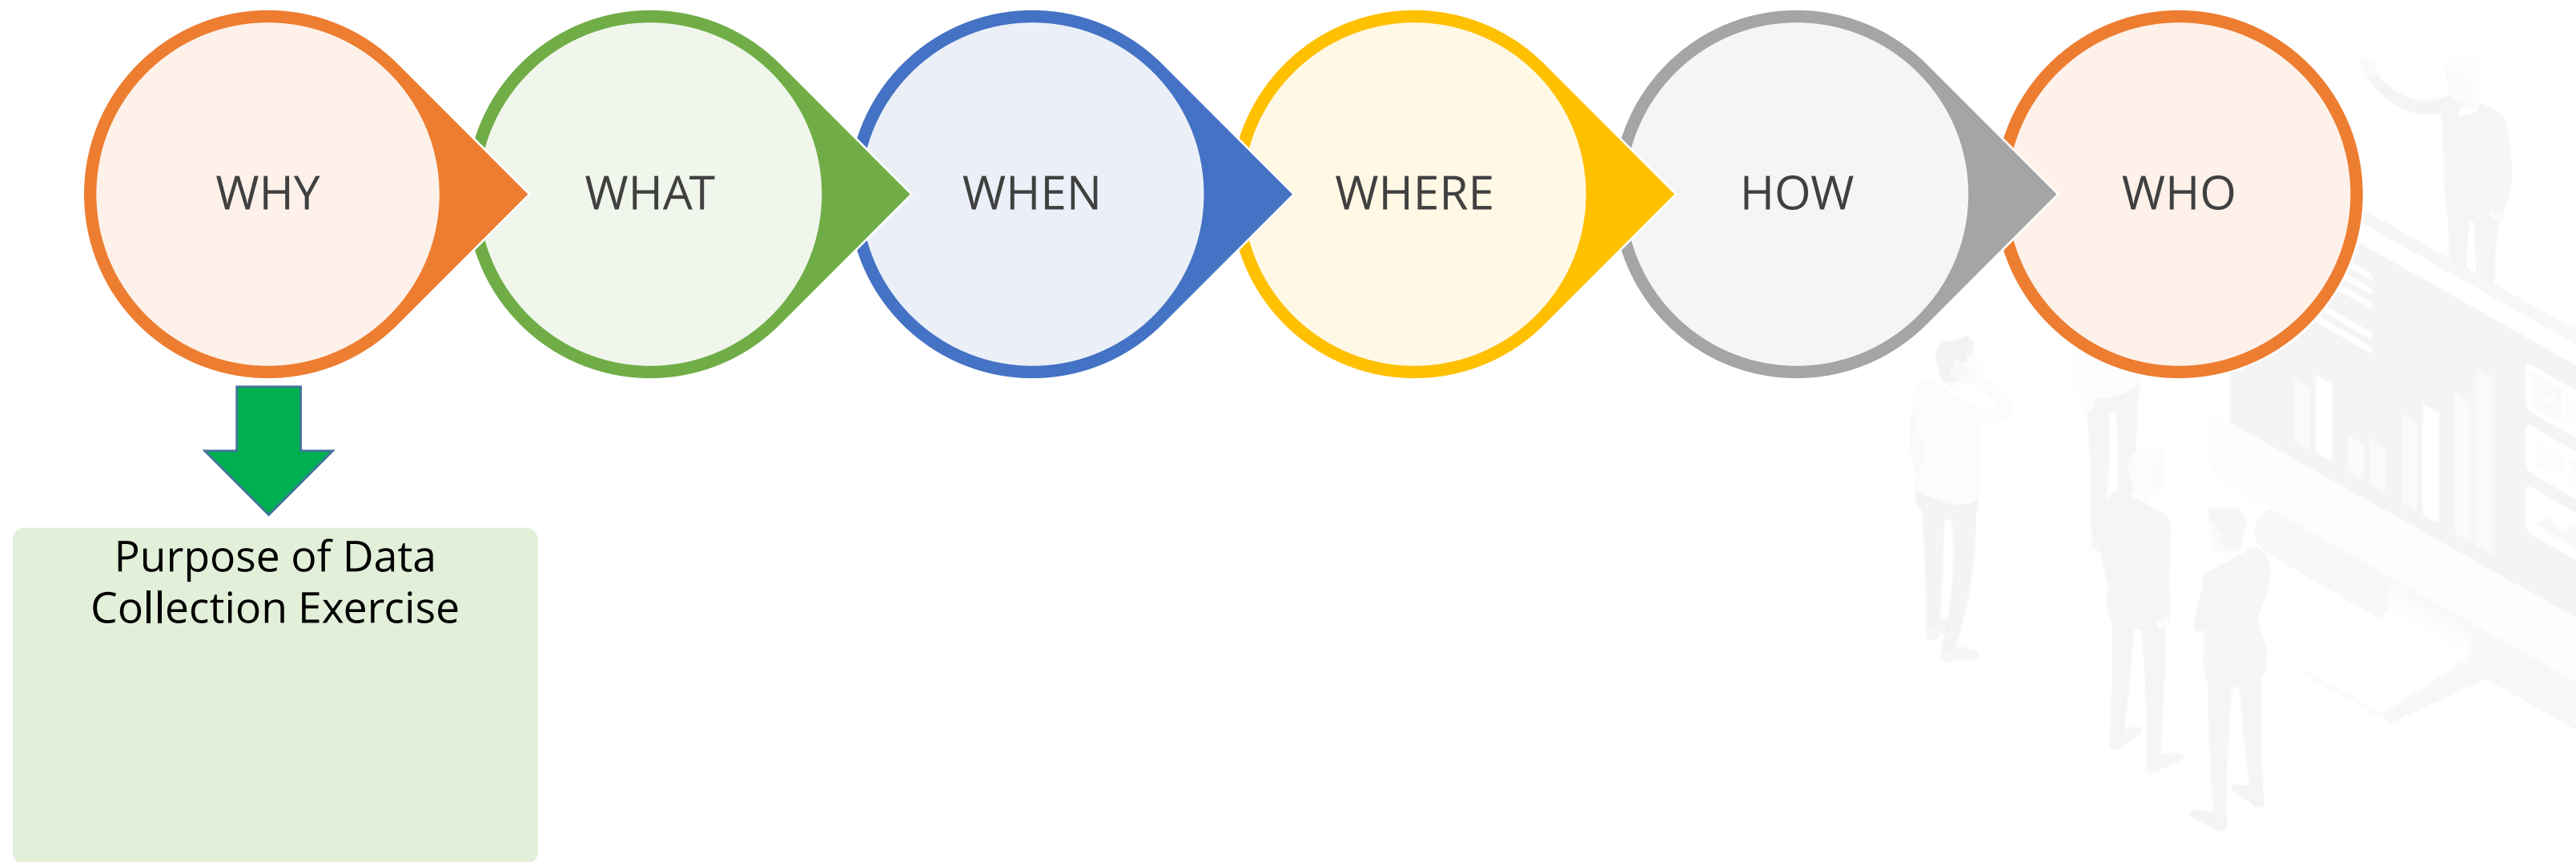 WHY
WHAT
WHEN
WHERE
HOW
WHO
Purpose of Data
Collection Exercise